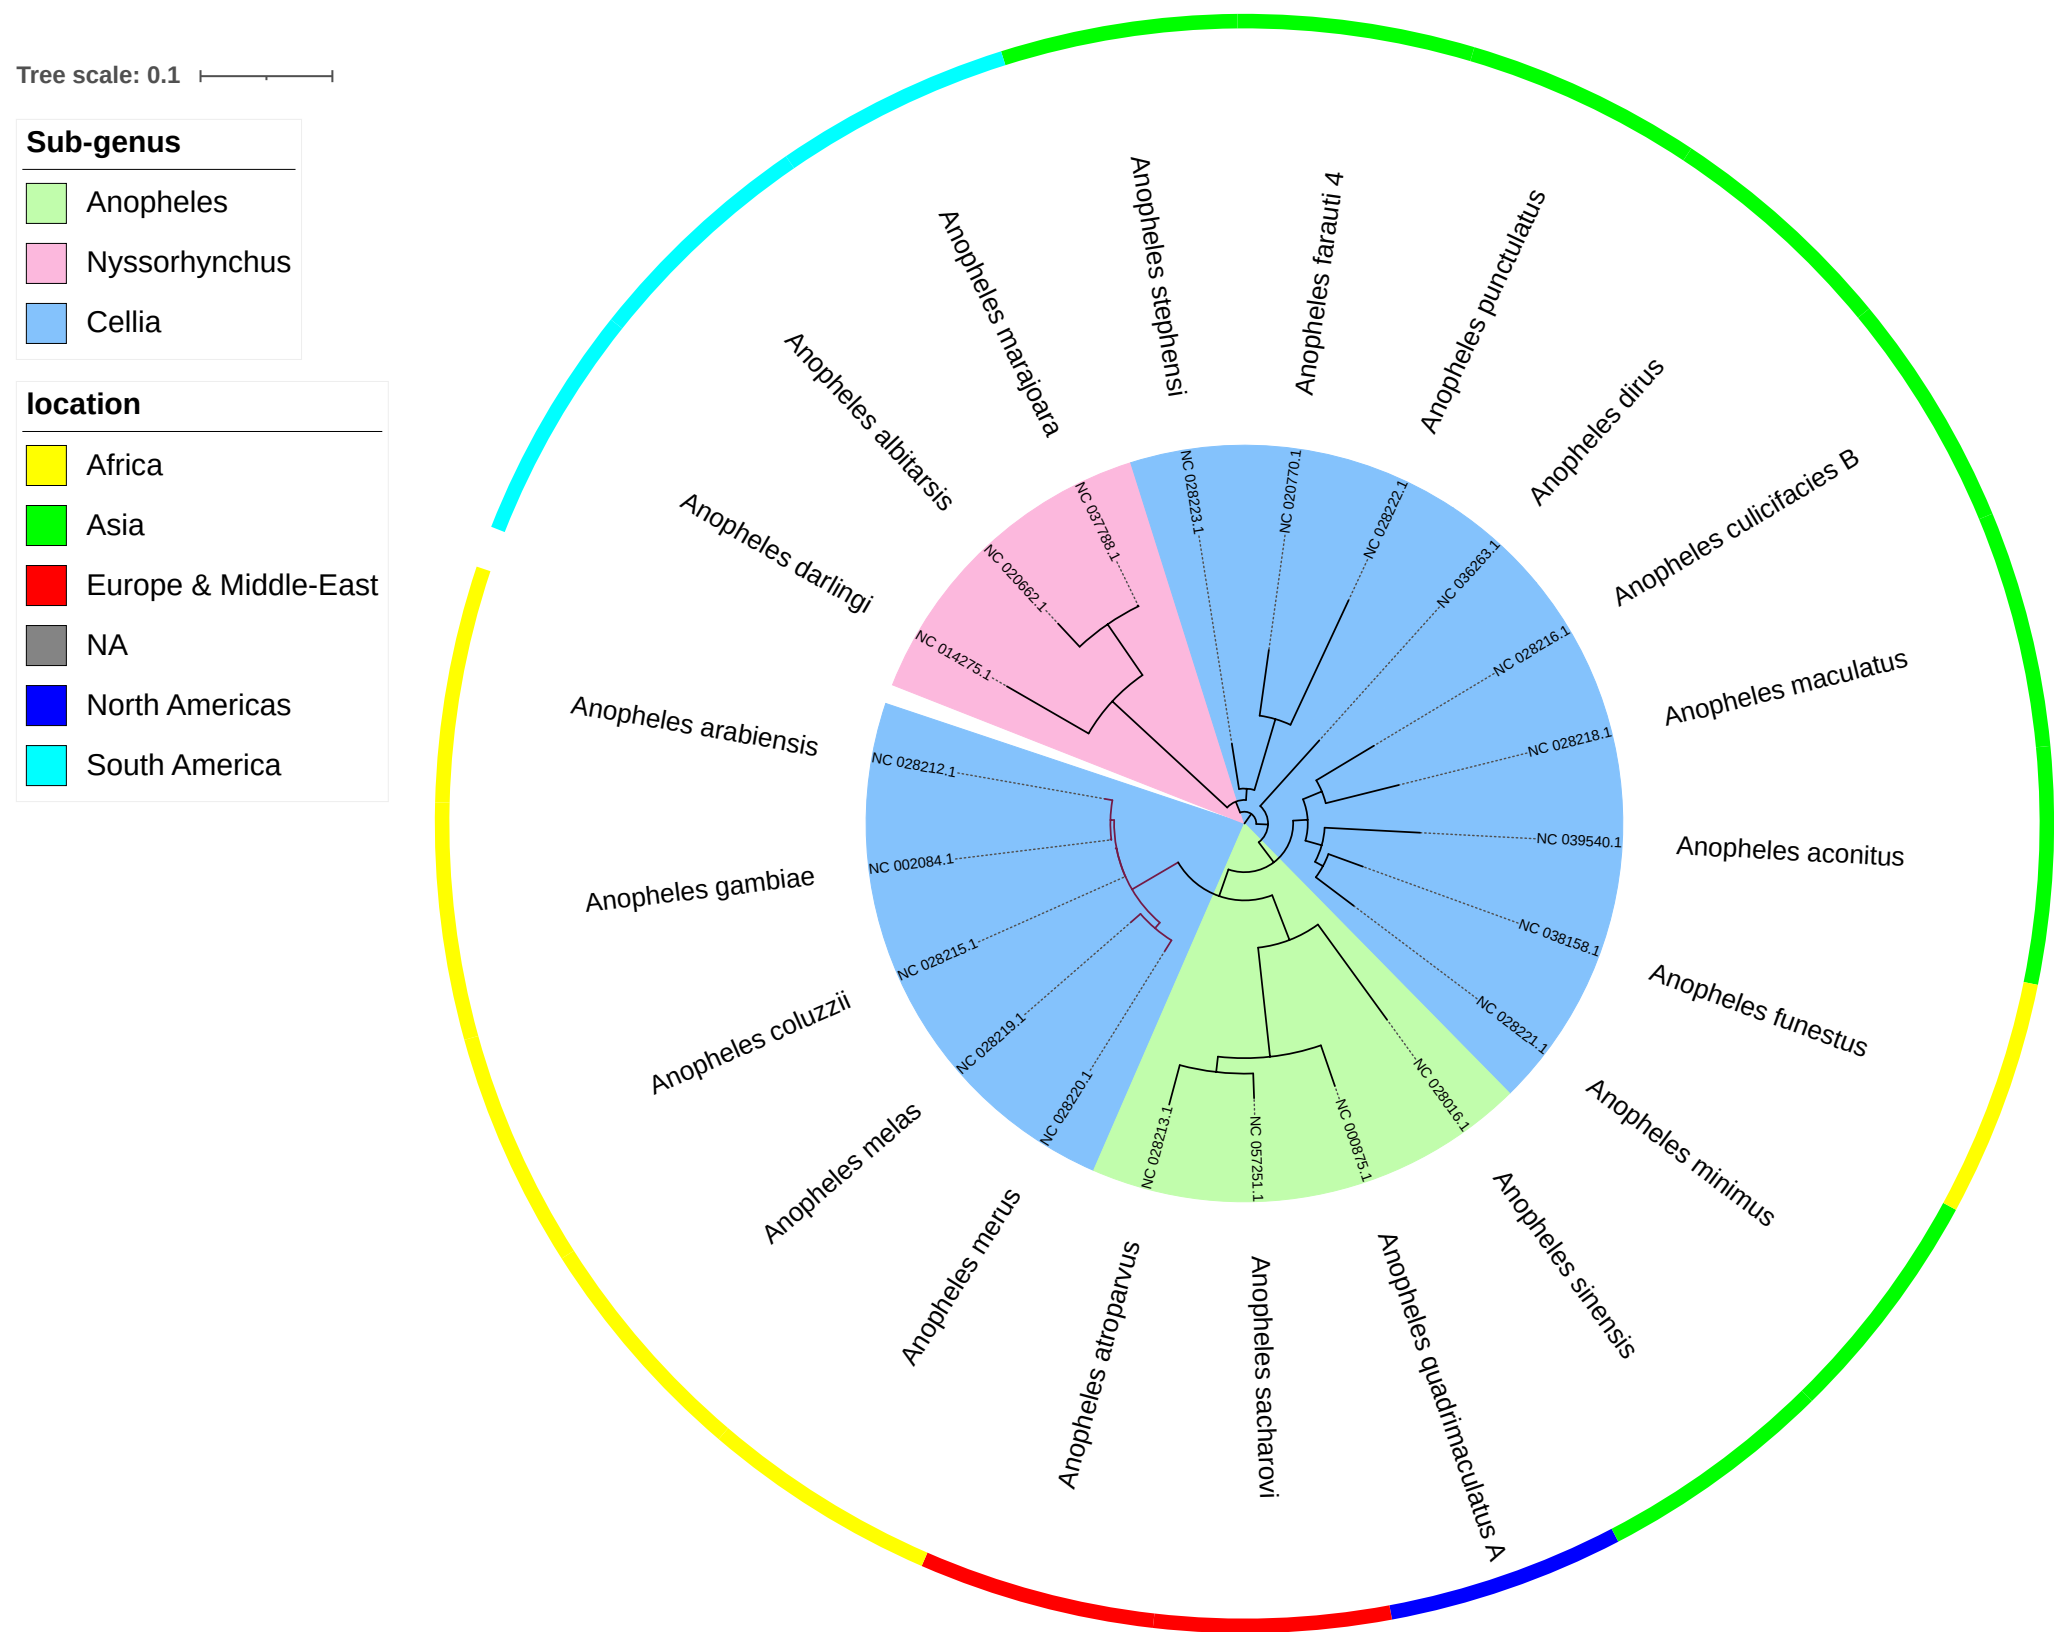 Tree scale: 0.1
Sub-genus
Anopheles
Nyssorhynchus
Cellia
location
Africa
Asia
Europe & Middle-East
NA
North Americas
South America
Anopheles darlingi
Anopheles albitarsis
Anopheles marajoara
Anopheles stephensi
Anopheles farauti 4
Anopheles punctulatus
Anopheles dirus
Anopheles culicifacies B
Anopheles maculatus
Anopheles aconitus
Anopheles funestus
Anopheles minimus
Anopheles sinensis
Anopheles quadrimaculatus A
Anopheles sacharovi
Anopheles atroparvus
Anopheles merus
Anopheles melas
Anopheles coluzzii
Anopheles gambiae
Anopheles arabiensis
NC 014275.1
NC 020662.1
NC 037788.1
NC 028223.1
NC 020770.1
NC 028222.1
NC 036263.1
NC 028216.1
NC 028218.1
NC 039540.1
NC 038158.1
NC 028221.1
NC 028016.1
NC 000875.1
NC 057251.1
NC 028213.1
NC 028220.1
NC 028219.1
NC 028215.1
NC 002084.1
NC 028212.1